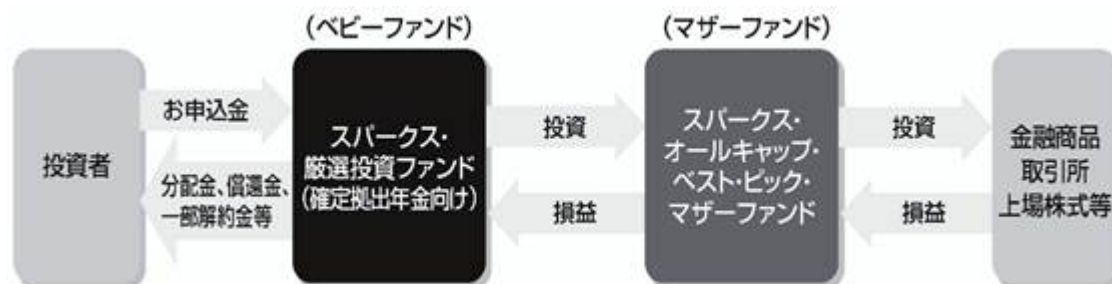 (ベビーファンド)
(マザーファンド)
投資者
お申込金
分配金、償還金、
一部解約金等
スパークス・
厳選投資ファンド
(確定拠出年金向け)
投資
損益
スパークス・
オールキャップ・
ベスト・ピック・
マザーファンド
投資
損益
金融商品
取引所
上場株式等